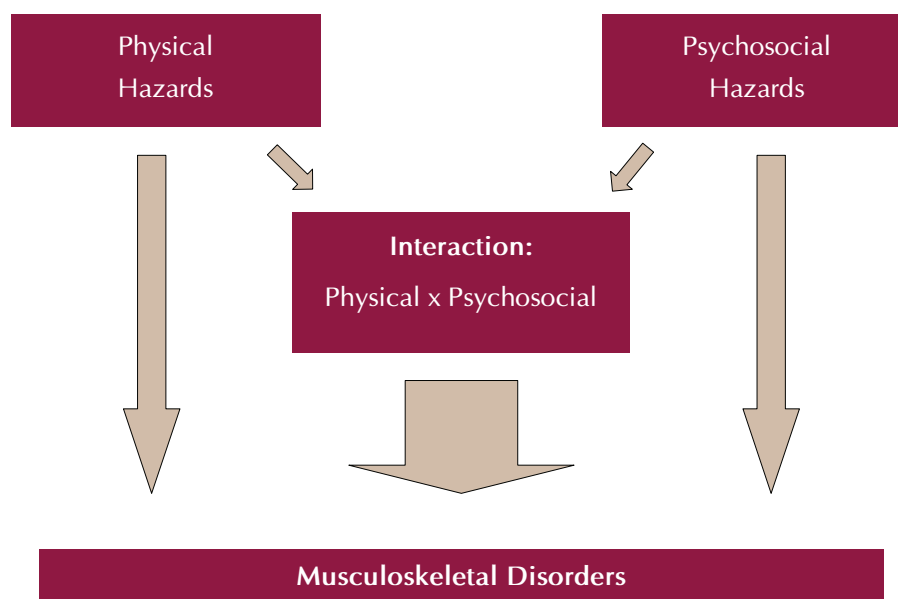 Physical
Hazards
Psychosocial
Hazards
Interaction:
Physical x Psychosocial
Musculoskeletal Disorders